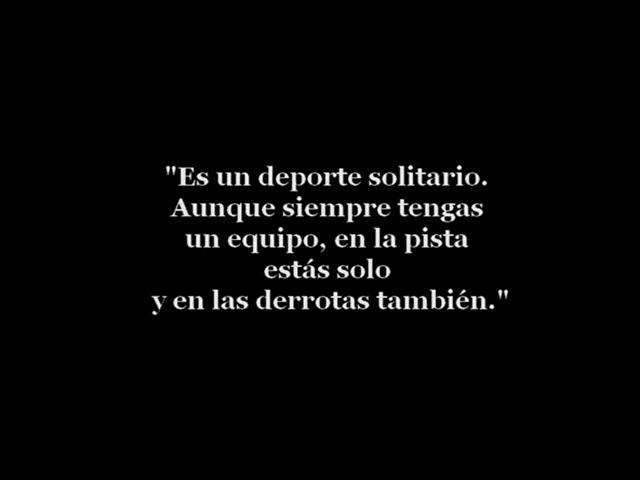 "Es un deporte solitario.
Aunque siempre tengas
un equipo, en la pista
estás solo
y en las derrotas también."